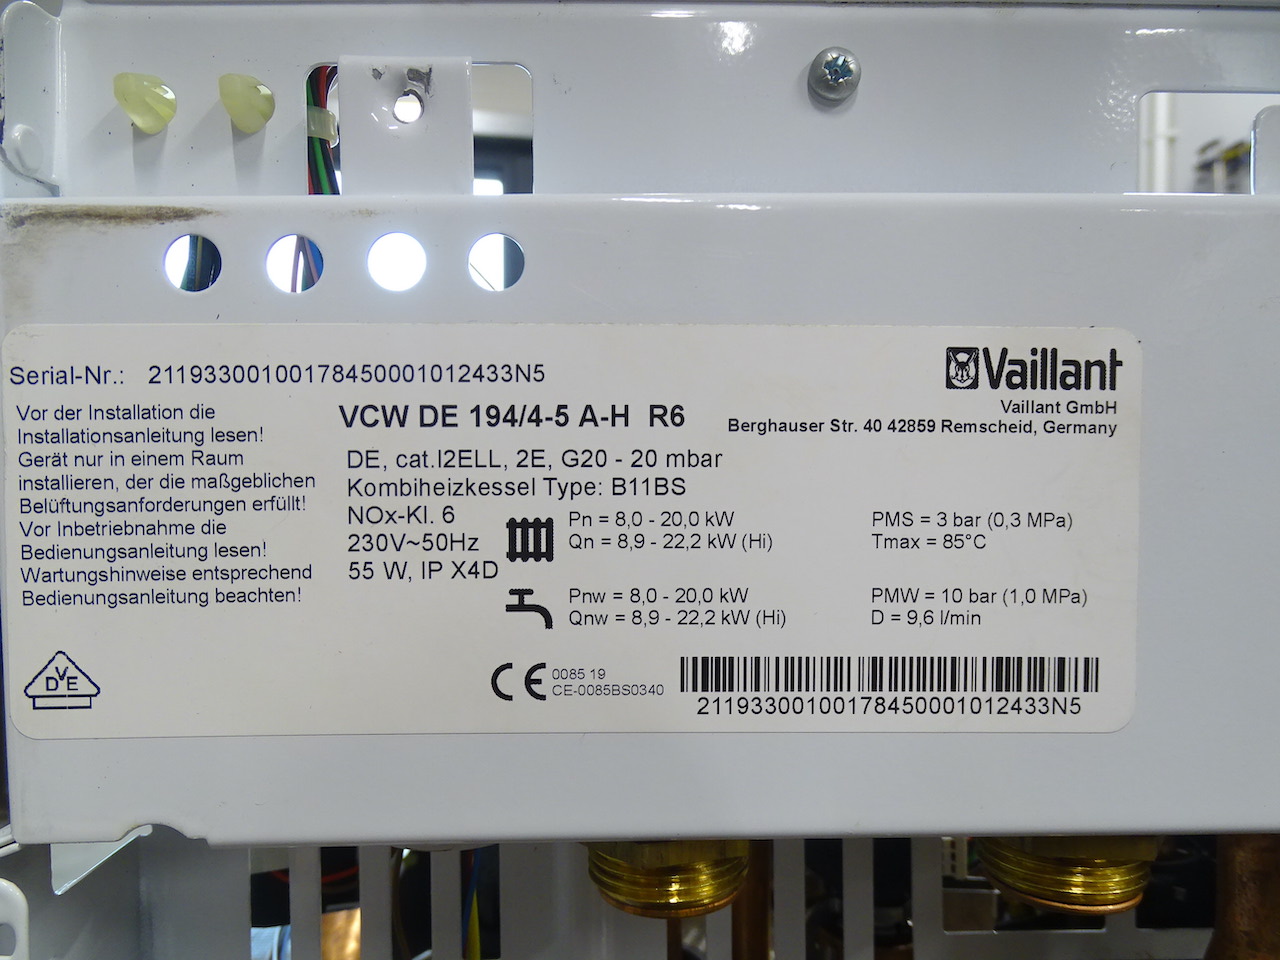 Serial-Nr.: 21193300100178450001012433N5
Vaillant
Vaillant GmbH
Berghauser Str. 40 42859 Remscheid, Germany
Vor der Installation die
Installationsanleitung lesen!
Gerät nur in einem Raum
installieren, der die maßgeblichen
Belüftungsanforderungen erfüllt!
Vor Inbetriebnahme die
Bedienungsanleitung lesen!
Wartungshinweise entsprechend
Bedienungsanleitung beachten!
VCW DE 194/4-5 A-H R6
DE, cat.I2ELL, 2E, G20 - 20 mbar
Kombiheizkessel Type: B11BS
NOx-Kl. 6
230V~50Hz
55 W, IP X4D
Pn = 8,0 - 20,0 kW
Qn = 8,9 - 22,2 kW (Hi)
PMS = 3 bar (0,3 MPa)
Tmax = 85°C
Pnw = 8,0 - 20,0 kW
Qnw = 8,9 - 22,2 kW (Hi)
PMW = 10 bar (1,0 MPa)
D = 9,6 l/min
DVE
CE 0085 19
CE-0085BS0340
21193300100178450001012433N5